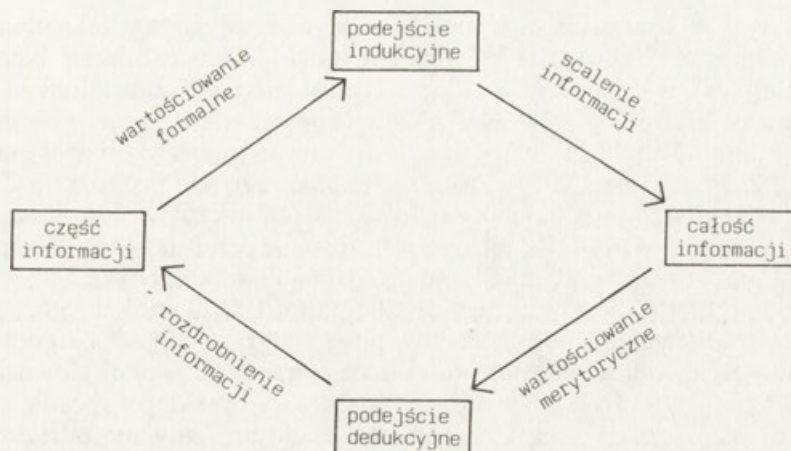 podejście
indukcyjne
wartościowanie
formalne
scalenie
informacji
część
informacji
całość
informacji
rozdrobnienie
informacji
wartościowanie
merytoryczne
podejście
dedukcyjne